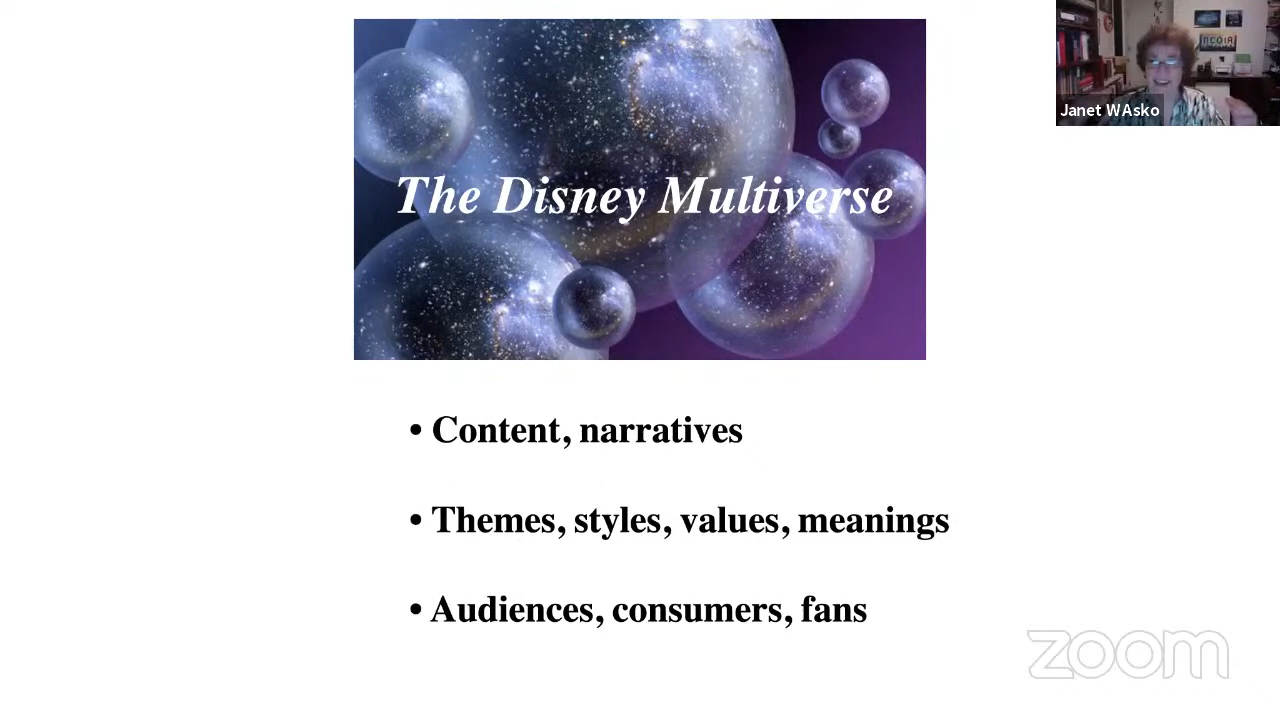 The Disney Multiverse
Janet WAsko
• Content, narratives
• Themes, styles, values, meanings
• Audiences, consumers, fans
zoom